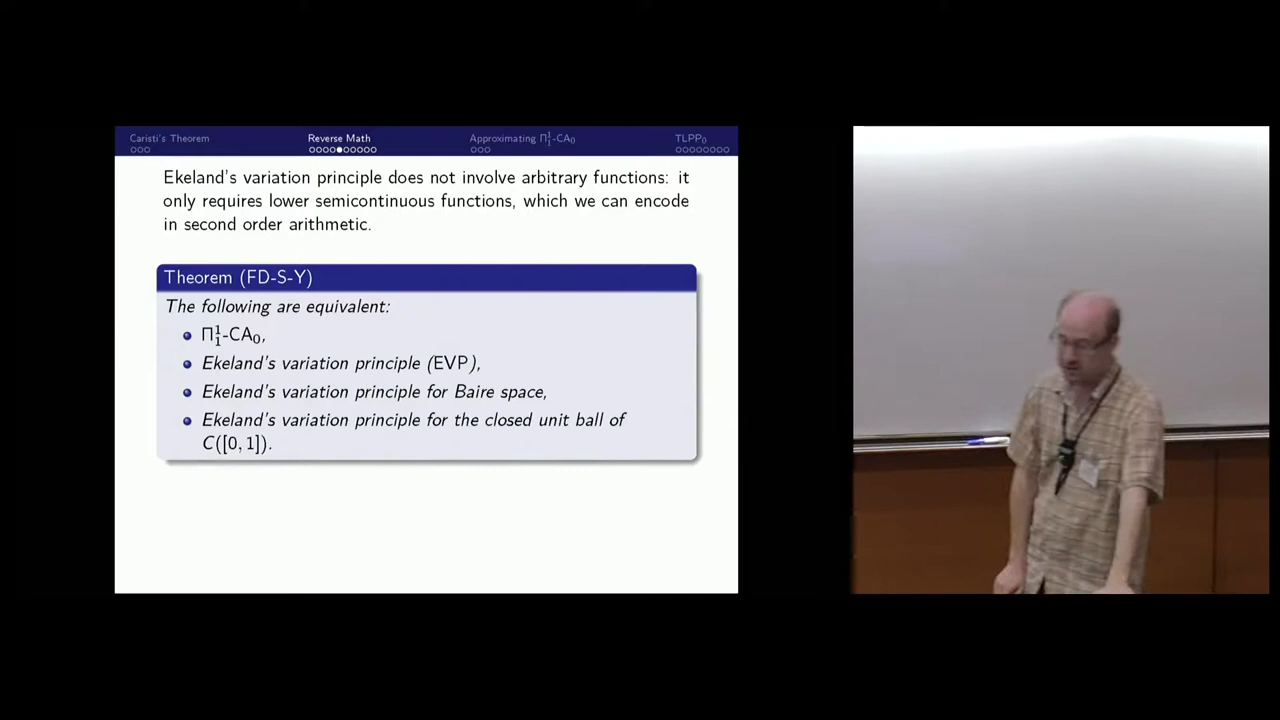 Caristi's Theorem
Reverse Math
Approximating Π¹₁-CA₀
TLPP₀
Ekeland's variation principle does not involve arbitrary functions: it
only requires lower semicontinuous functions, which we can encode
in second order arithmetic.
Theorem (FD-S-Y)
The following are equivalent:
Π¹₁-CA₀,
Ekeland's variation principle (EVP),
Ekeland's variation principle for Baire space,
Ekeland's variation principle for the closed unit ball of
C([0, 1]).